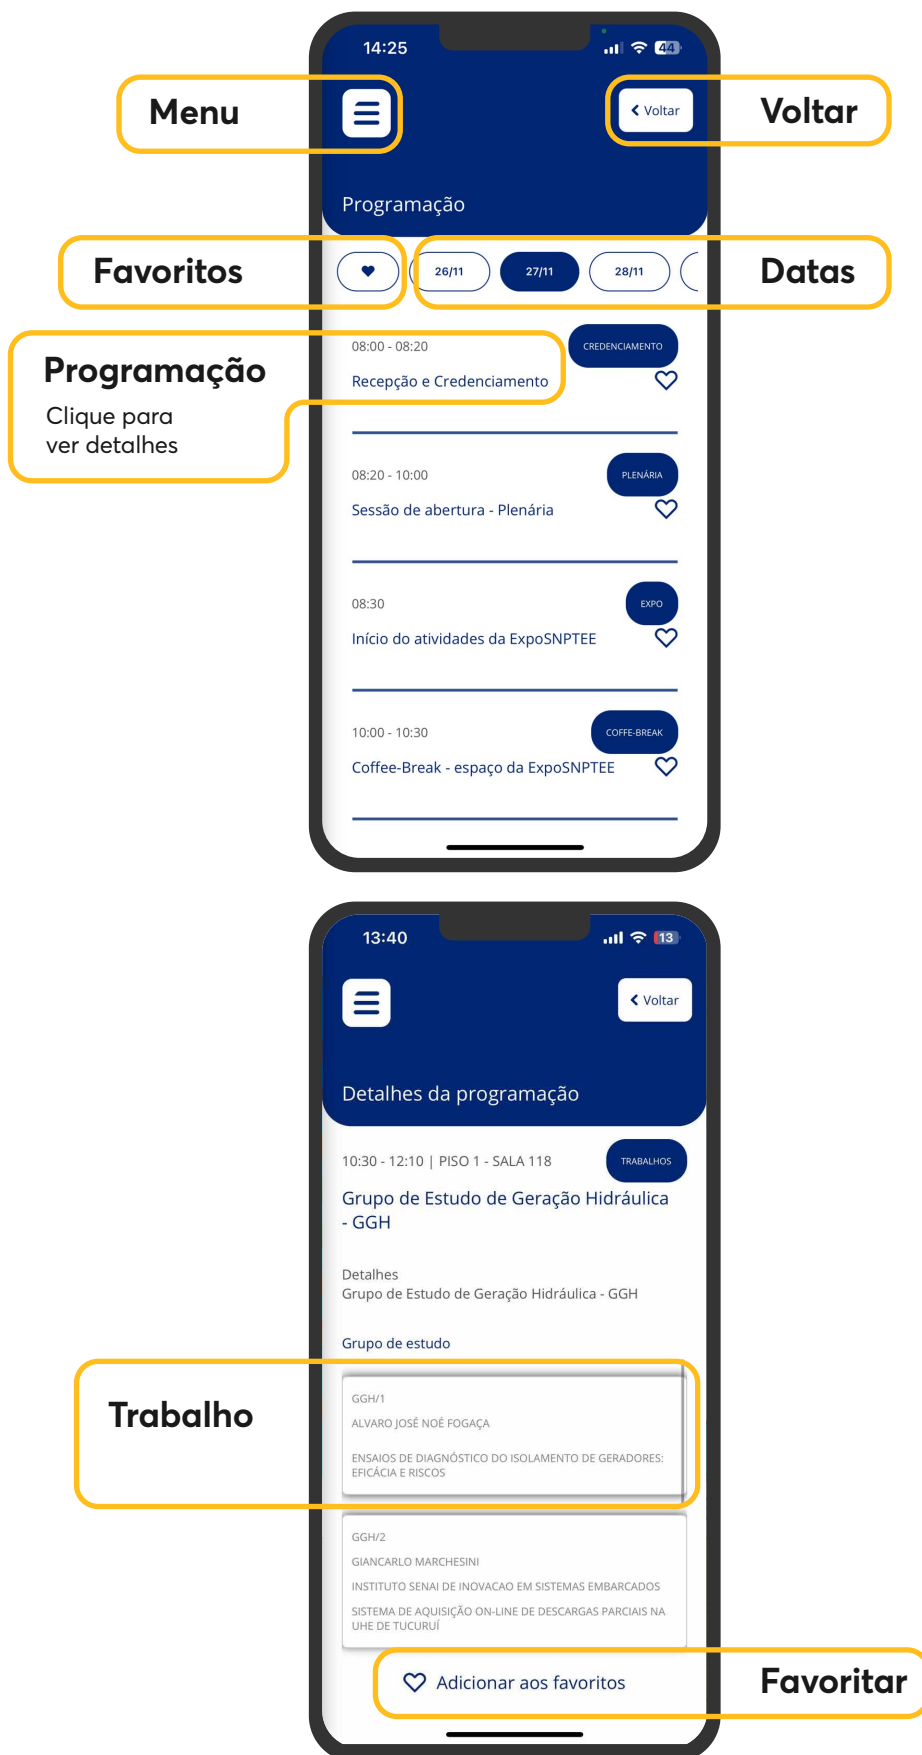 14:25
44
Menu
Voltar
Voltar
Programação
Favoritos
26/11
27/11
28/11
Datas
Programação
Clique para
ver detalhes
08:00 - 08:20
CREDENCIAMENTO
Recepção e Credenciamento
08:20 - 10:00
PLENÁRIA
Sessão de abertura - Plenária
08:30
EXPO
Início do atividades da ExpoSNPTEE
10:00 - 10:30
COFFE-BREAK
Coffee-Break - espaço da ExpoSNPTEE
13:40
13
Voltar
Detalhes da programação
10:30 - 12:10 | PISO 1 - SALA 118
TRABALHOS
Grupo de Estudo de Geração Hidráulica
- GGH
Detalhes
Grupo de Estudo de Geração Hidráulica - GGH
Grupo de estudo
Trabalho
GGH/1
ALVARO JOSÉ NOÉ FOGAÇA
ENSAIOS DE DIAGNÓSTICO DO ISOLAMENTO DE GERADORES:
EFICÁCIA E RISCOS
GGH/2
GIANCARLO MARCHESINI
INSTITUTO SENAI DE INOVACAO EM SISTEMAS EMBARCADOS
SISTEMA DE AQUISIÇÃO ON-LINE DE DESCARGAS PARCIAIS NA
UHE DE TUCURUÍ
Adicionar aos favoritos
Favoritar